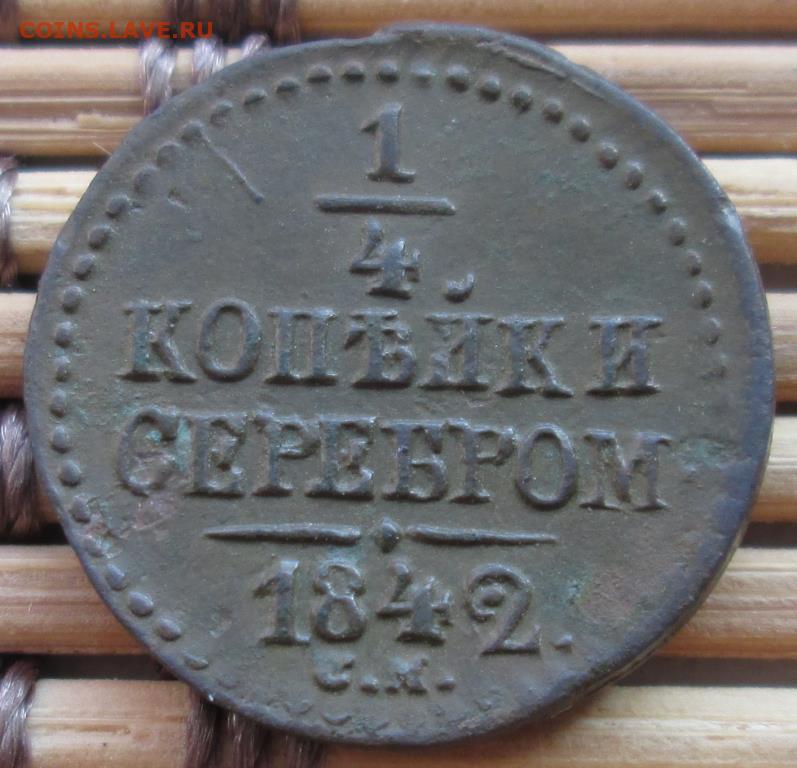 COINS.LAVE.RU
1
4.
КОПѢЙКИ
СЕРЕБРОМ
1842.
С.М.